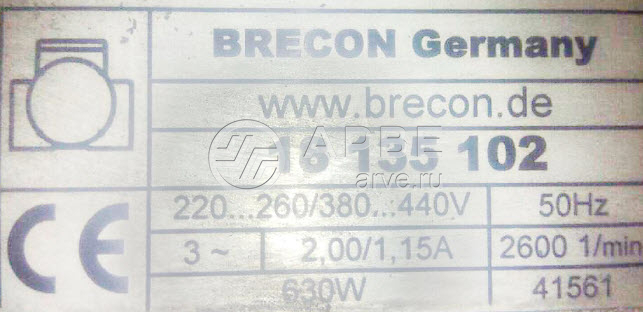 BRECON Germany
www.brecon.de
16 135 102
АРВЕ
arve.ru
220...260/380...440V 50Hz
3 ~ 2,00/1,15A 2600 1/min
630W 41561
CE